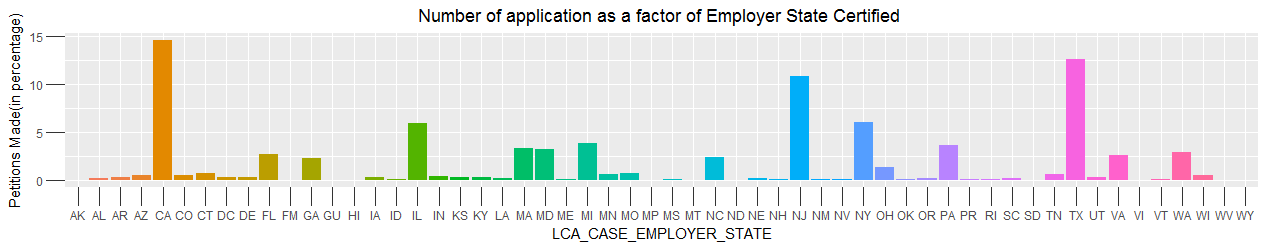 Number of application as a factor of Employer State Certified
Petitions Made(in percentage)
15
10
5
0
AK AL AR AZ CA CO CT DC DE FL FM GA GU HI IA ID IL IN KS KY LA MA MD ME MI MN MO MP MS MT NC ND NE NH NJ NM NV NY OH OK OR PA PR RI SC SD TN TX UT VA VI VT WA WI WV WY
LCA_CASE_EMPLOYER_STATE